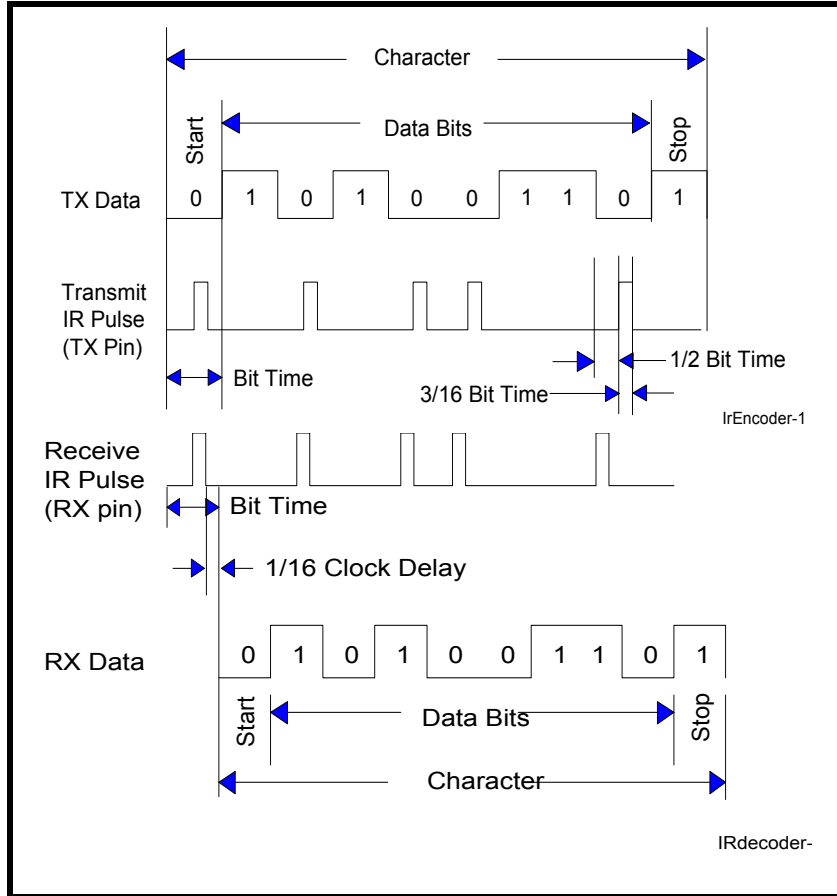 Character
Start
Data Bits
Stop
TX Data
0 1 0 1 0 0 1 1 0 1
Transmit
IR Pulse
(TX Pin)
1/2 Bit Time
Bit Time
3/16 Bit Time
IrEncoder-1
Receive
IR Pulse
(RX pin)
Bit Time
1/16 Clock Delay
RX Data
0 1 0 1 0 0 1 1 0 1
Start
Data Bits
Stop
Character
IRdecoder-